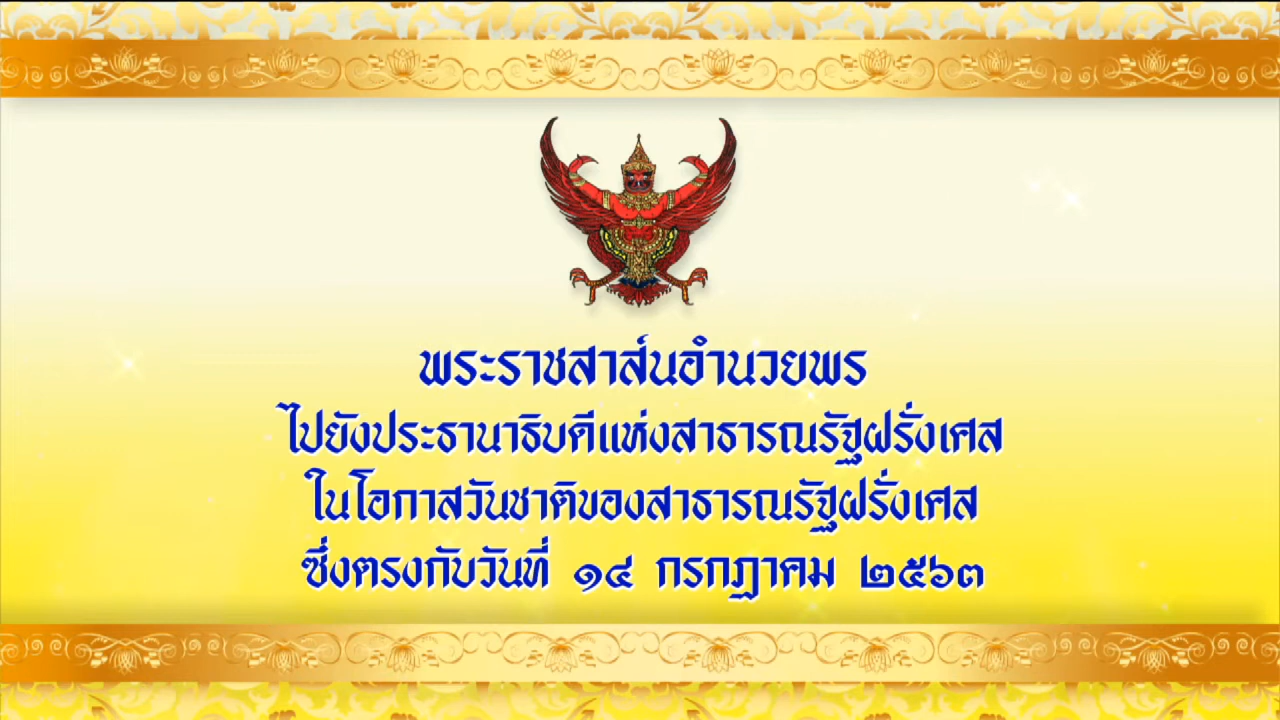 พระราชสาส์นอำนวยพร
ไปยังประธานาธิบดีแห่งสาธารณรัฐฝรั่งเศส
ในโอกาสวันชาติของสาธารณรัฐฝรั่งเศส
ซึ่งตรงกับวันที่ ๑๔ กรกฎาคม ๒๕๖๓